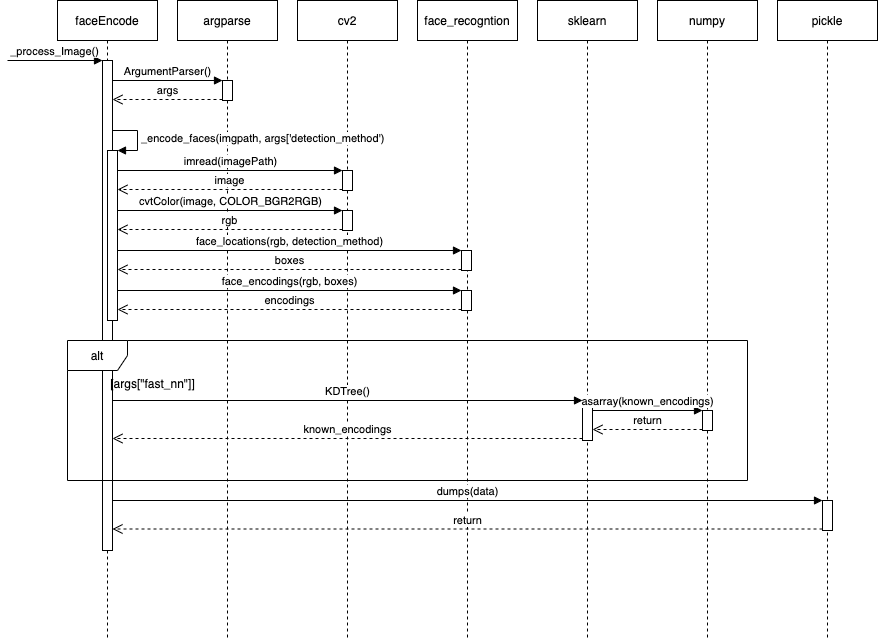 faceEncode
argparse
cv2
face_recogntion
sklearn
numpy
pickle
_process_Image()
ArgumentParser()
args
_encode_faces(imgpath, args['detection_method')
imread(imagePath)
image
cvtColor(image, COLOR_BGR2RGB)
rgb
face_locations(rgb, detection_method)
boxes
face_encodings(rgb, boxes)
encodings
alt
[args["fast_nn"]]
KDTree()
asarray(known_encodings)
return
known_encodings
dumps(data)
return